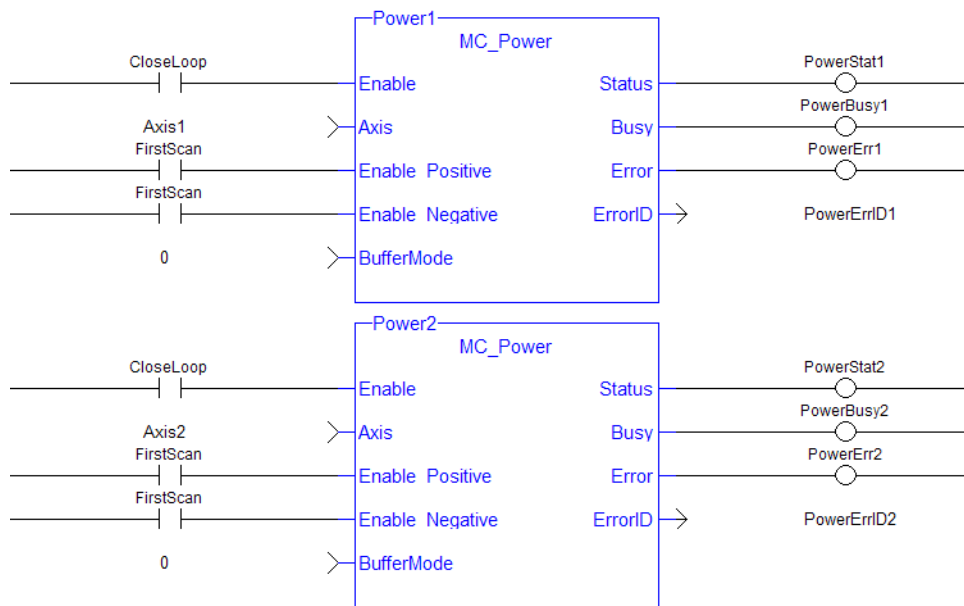 Power1
MC_Power
CloseLoop
Enable
Status
PowerStat1
Axis1
Axis
Busy
PowerBusy1
FirstScan
Enable Positive
Error
PowerErr1
FirstScan
Enable Negative
ErrorID
PowerErrID1
0
BufferMode
Power2
MC_Power
CloseLoop
Enable
Status
PowerStat2
Axis2
Axis
Busy
PowerBusy2
FirstScan
Enable Positive
Error
PowerErr2
FirstScan
Enable Negative
ErrorID
PowerErrID2
0
BufferMode